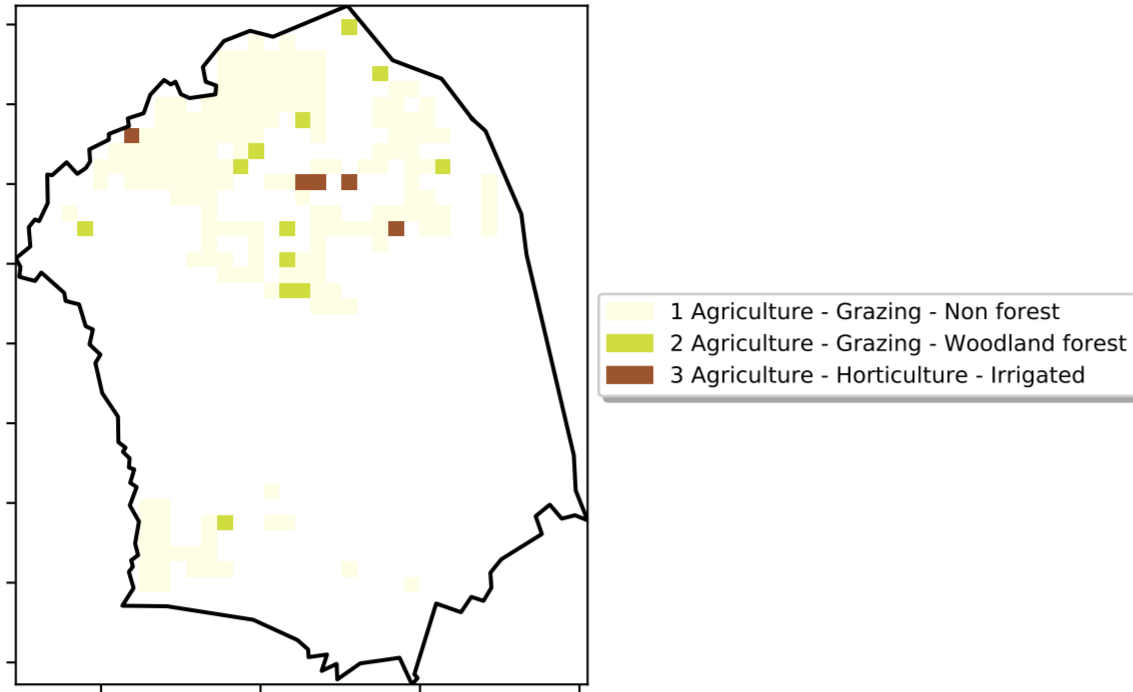 1 Agriculture - Grazing - Non forest
2 Agriculture - Grazing - Woodland forest
3 Agriculture - Horticulture - Irrigated